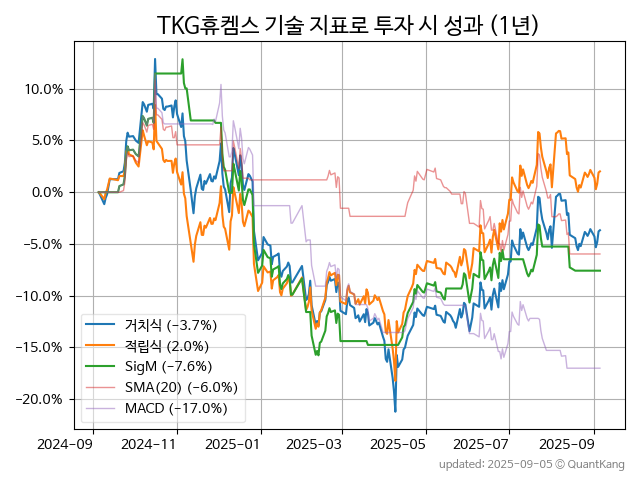 TKG휴켐스 기술 지표로 투자 시 성과 (1년)
10.0%
5.0%
0.0%
−5.0%
−10.0%
−15.0%
−20.0%
거치식 (−3.7%)
적립식 (2.0%)
SigM (−7.6%)
SMA(20) (−6.0%)
MACD (−17.0%)
2024-09 2024-11 2025-01 2025-03 2025-05 2025-07 2025-09
updated: 2025-09-05 © QuantKang